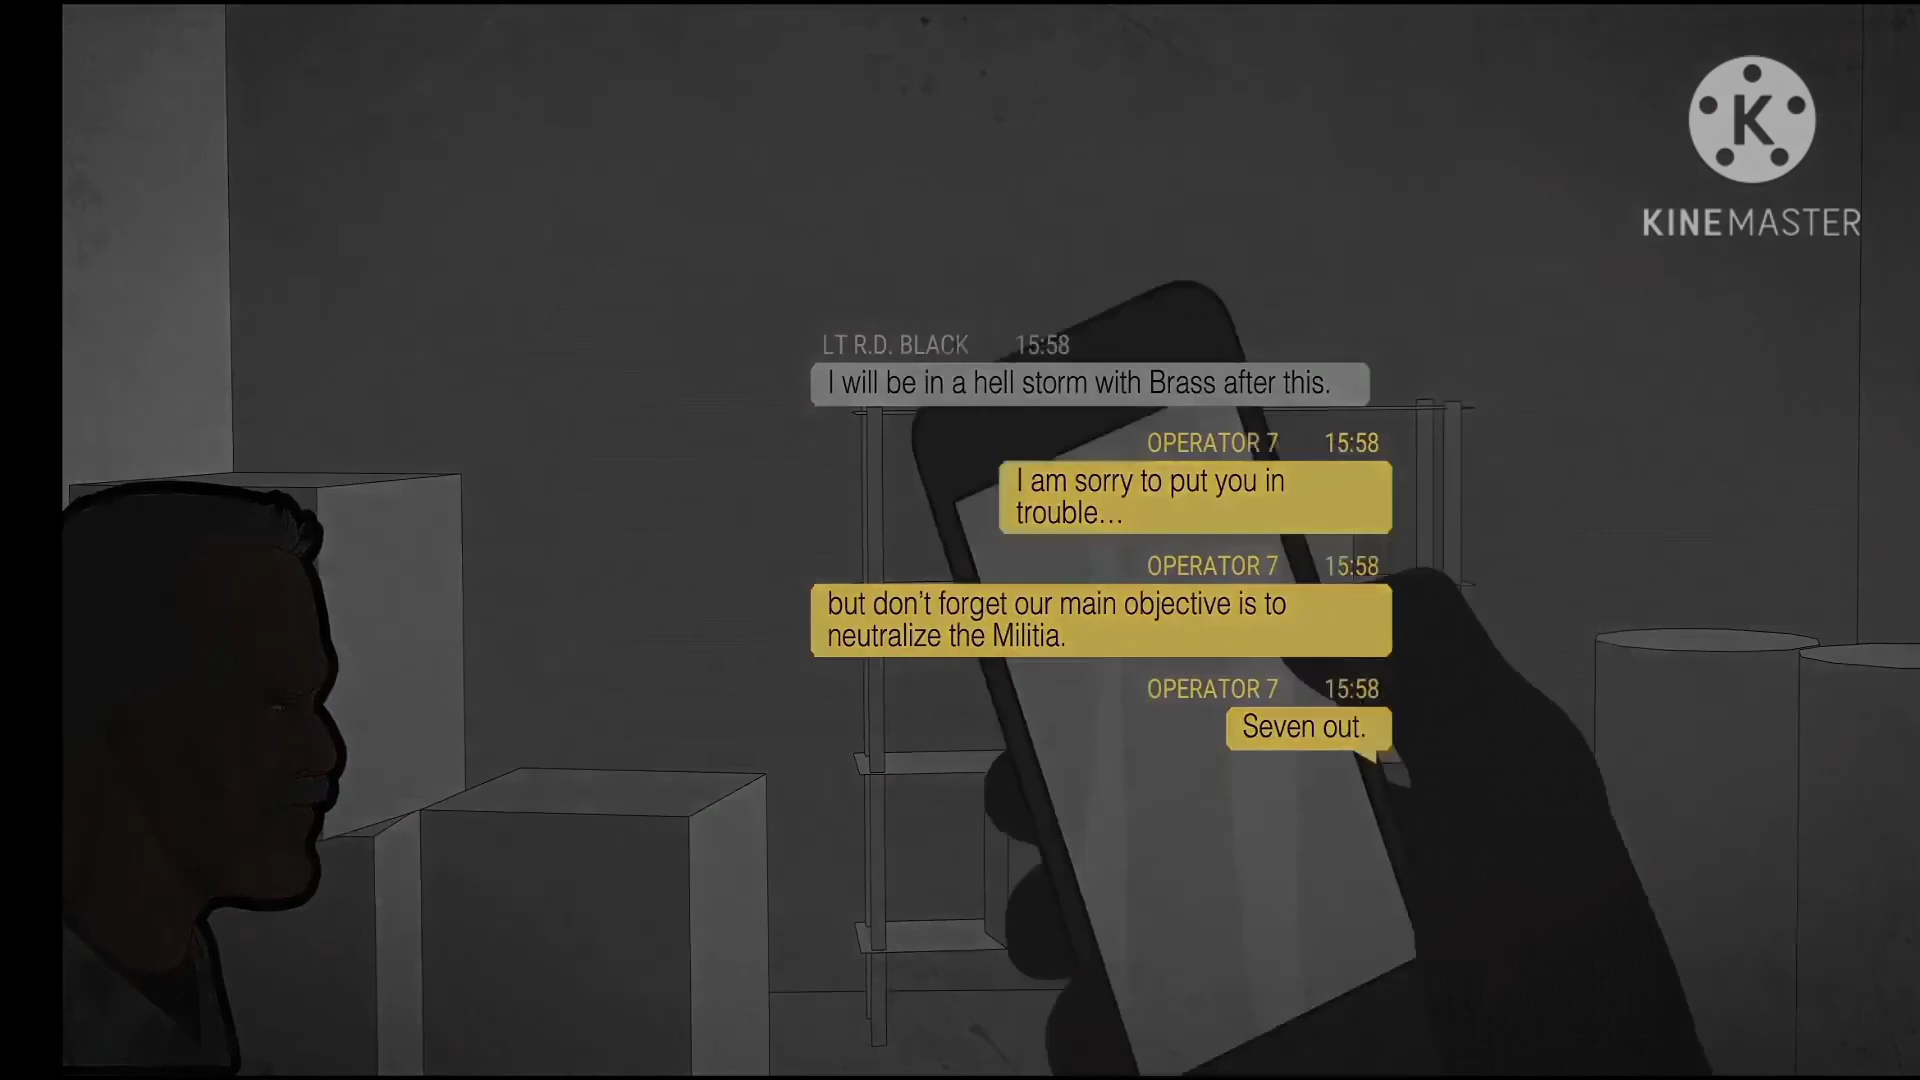 K
KINEMASTER
LT R.D. BLACK 15:58
I will be in a hell storm with Brass after this.
OPERATOR 7 15:58
I am sorry to put you in
trouble...
OPERATOR 7 15:58
but don't forget our main objective is to
neutralize the Militia.
OPERATOR 7 15:58
Seven out.